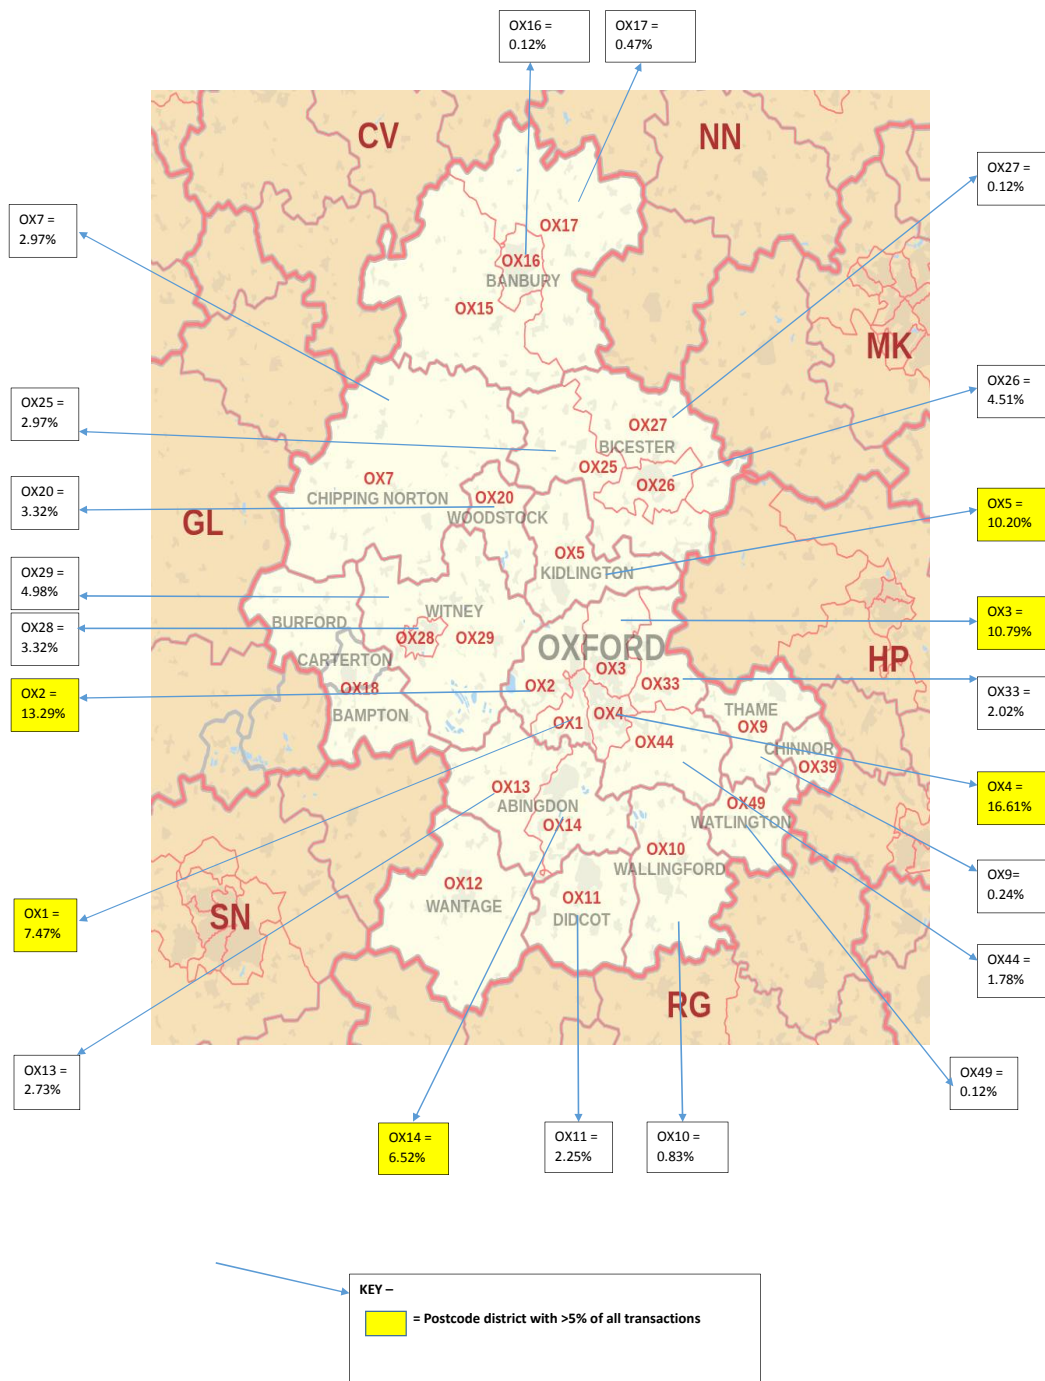 OX16 =
0.12%
OX17 =
0.47%
CV
NN
OX27 =
0.12%
OX7 =
2.97%
OX17
OX16
BANBURY
OX15
MK
OX26 =
4.51%
OX25 =
2.97%
OX27
BICESTER
OX25
OX26
OX7
CHIPPING NORTON
OX20
WOODSTOCK
OX20 =
3.32%
GL
OX5 =
10.20%
OX5
KIDLINGTON
OX29 =
4.98%
OX28 =
3.32%
OX3 =
10.79%
BURFORD
WITNEY
OX28
OX29
OXFORD
HP
CARTERTON
OX18
BAMPTON
OX2
OX3
OX33
OX2 =
13.29%
OX33 =
2.02%
OX1
OX4
OX44
THAME
OX9
CHINNOR
OX39
OX4 =
16.61%
OX13
ABINGDON
OX14
OX49
WATLINGTON
OX10
WALLINGFORD
OX12
WANTAGE
OX11
DIDCOT
OX9=
0.24%
OX1 =
7.47%
SN
OX44 =
1.78%
RG
OX13 =
2.73%
OX49 =
0.12%
OX14 =
6.52%
OX11 =
2.25%
OX10 =
0.83%
KEY –
= Postcode district with >5% of all transactions